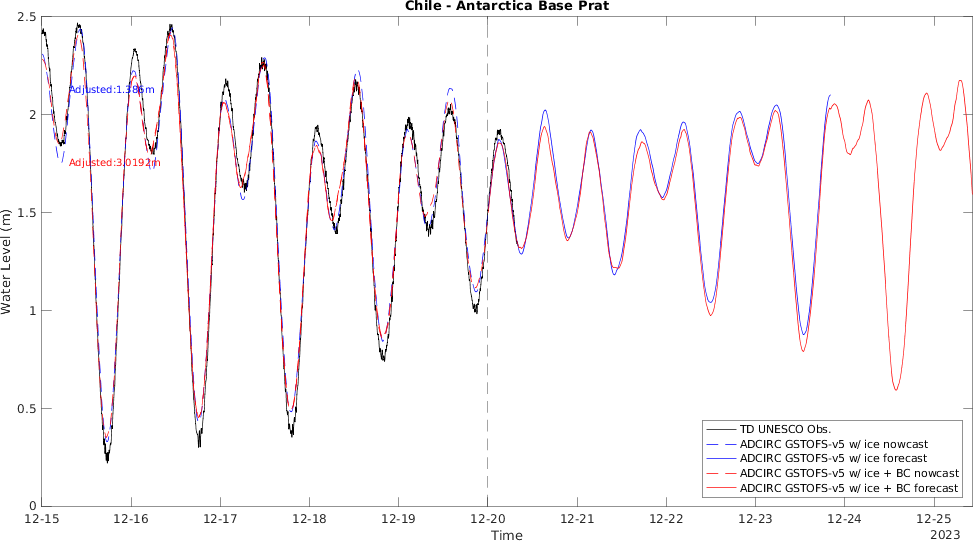 Chile - Antarctica Base Prat
2.5
2
1.5
1
0.5
0
Water Level (m)
Adjusted:1.386m
Adjusted:3.0192m
TD UNESCO Obs.
ADCIRC GSTOFS-v5 w/ ice nowcast
ADCIRC GSTOFS-v5 w/ ice forecast
ADCIRC GSTOFS-v5 w/ ice + BC nowcast
ADCIRC GSTOFS-v5 w/ ice + BC forecast
12-15 12-16 12-17 12-18 12-19 12-20 12-21 12-22 12-23 12-24 12-25
2023
Time